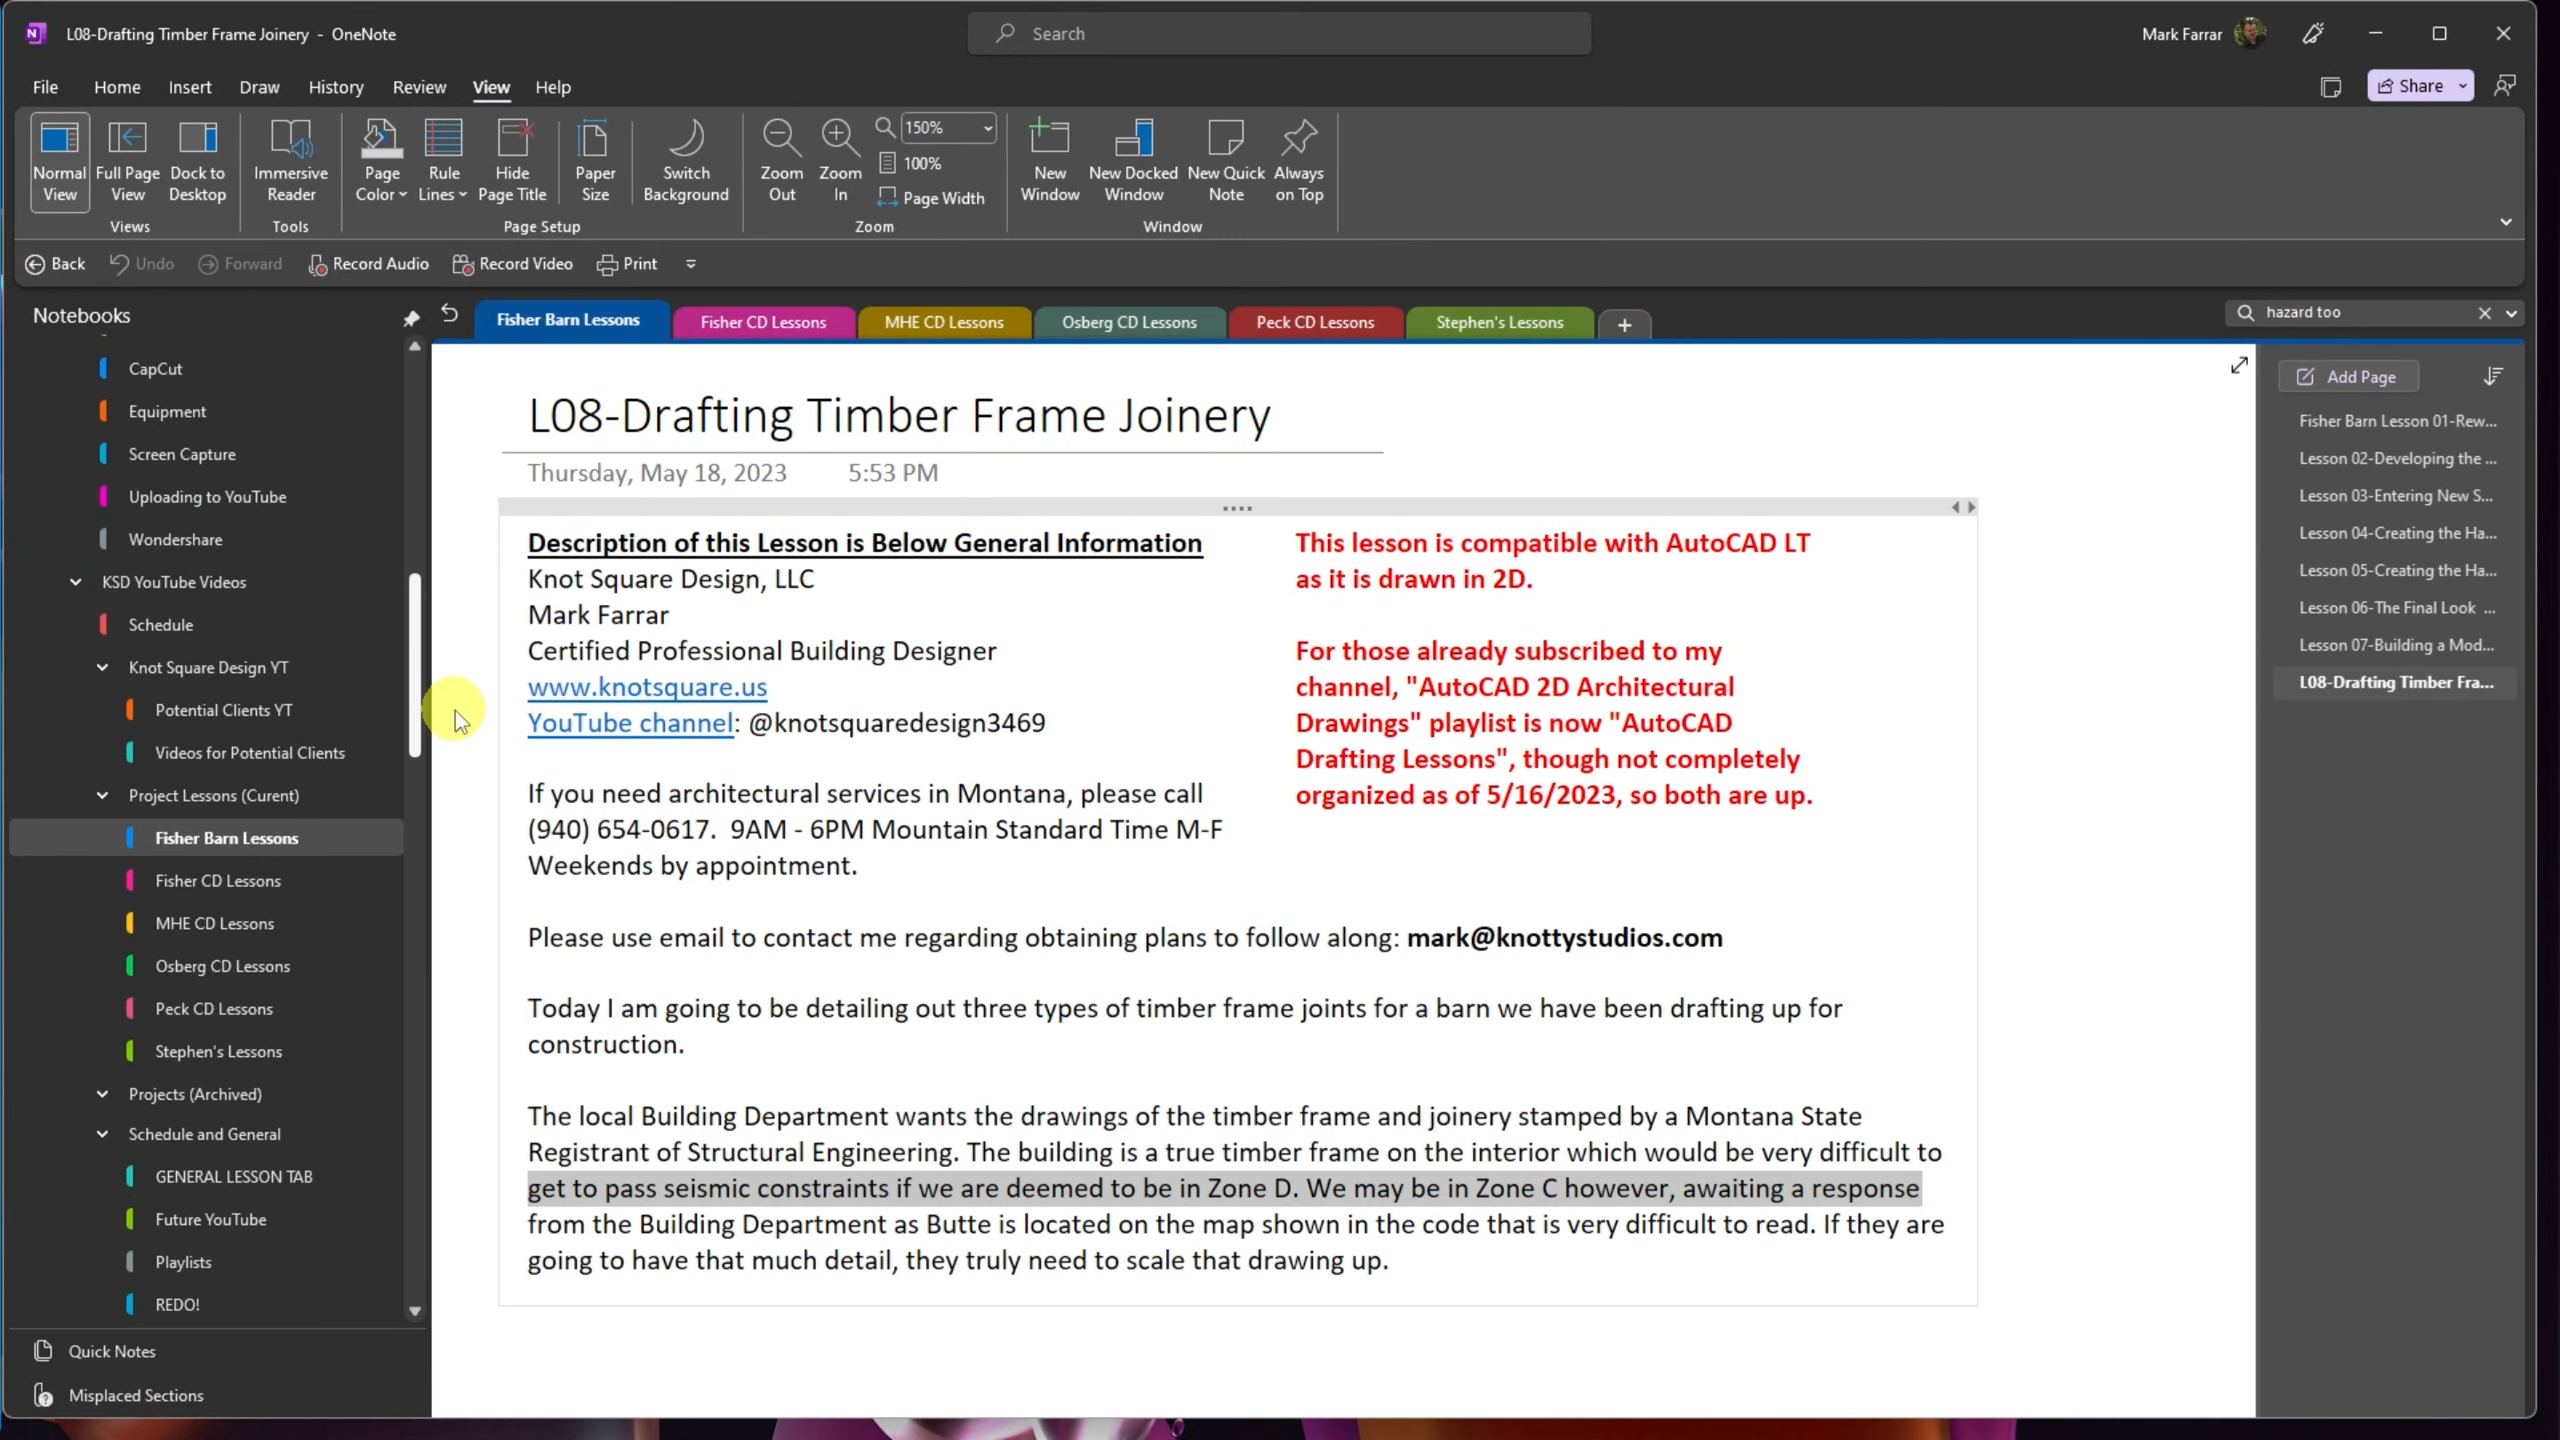 L08-Drafting Timber Frame Joinery - OneNote
Search
Mark Farrar
File Home Insert Draw History Review View Help
Share
Normal View
Full Page View
Dock to Desktop
Immersive Reader
Page Color
Rule Lines
Hide Page Title
Paper Size
Switch Background
Zoom Out
Zoom In
150%
100%
Page Width
New Window
New Docked Window
New Quick Note
Always on Top
Views
Tools
Page Setup
Zoom
Window
Back Undo Forward Record Audio Record Video Print
Notebooks
Fisher Barn Lessons
Fisher CD Lessons
MHE CD Lessons
Osberg CD Lessons
Peck CD Lessons
Stephen's Lessons
+
hazard too
CapCut
Equipment
Screen Capture
Uploading to YouTube
Wondershare
KSD YouTube Videos
Schedule
Knot Square Design YT
Potential Clients YT
Videos for Potential Clients
Project Lessons (Curent)
Fisher Barn Lessons
Fisher CD Lessons
MHE CD Lessons
Osberg CD Lessons
Peck CD Lessons
Stephen's Lessons
Projects (Archived)
Schedule and General
GENERAL LESSON TAB
Future YouTube
Playlists
REDO!
Quick Notes
Misplaced Sections
L08-Drafting Timber Frame Joinery
Thursday, May 18, 2023 5:53 PM
Description of this Lesson is Below General Information
Knot Square Design, LLC
Mark Farrar
Certified Professional Building Designer
www.knotsquare.us
YouTube channel: @knotsquaredesign3469
If you need architectural services in Montana, please call
(940) 654-0617. 9AM - 6PM Mountain Standard Time M-F
Weekends by appointment.
This lesson is compatible with AutoCAD LT
as it is drawn in 2D.
For those already subscribed to my
channel, "AutoCAD 2D Architectural
Drawings" playlist is now "AutoCAD
Drafting Lessons", though not completely
organized as of 5/16/2023, so both are up.
Please use email to contact me regarding obtaining plans to follow along: mark@knottystudios.com
Today I am going to be detailing out three types of timber frame joints for a barn we have been drafting up for
construction.
The local Building Department wants the drawings of the timber frame and joinery stamped by a Montana State
Registrant of Structural Engineering. The building is a true timber frame on the interior which would be very difficult to
get to pass seismic constraints if we are deemed to be in Zone D. We may be in Zone C however, awaiting a response
from the Building Department as Butte is located on the map shown in the code that is very difficult to read. If they are
going to have that much detail, they truly need to scale that drawing up.
Add Page
Fisher Barn Lesson 01-Rew...
Lesson 02-Developing the ...
Lesson 03-Entering New S...
Lesson 04-Creating the Ha...
Lesson 05-Creating the Ha...
Lesson 06-The Final Look ...
Lesson 07-Building a Mod...
L08-Drafting Timber Fra...